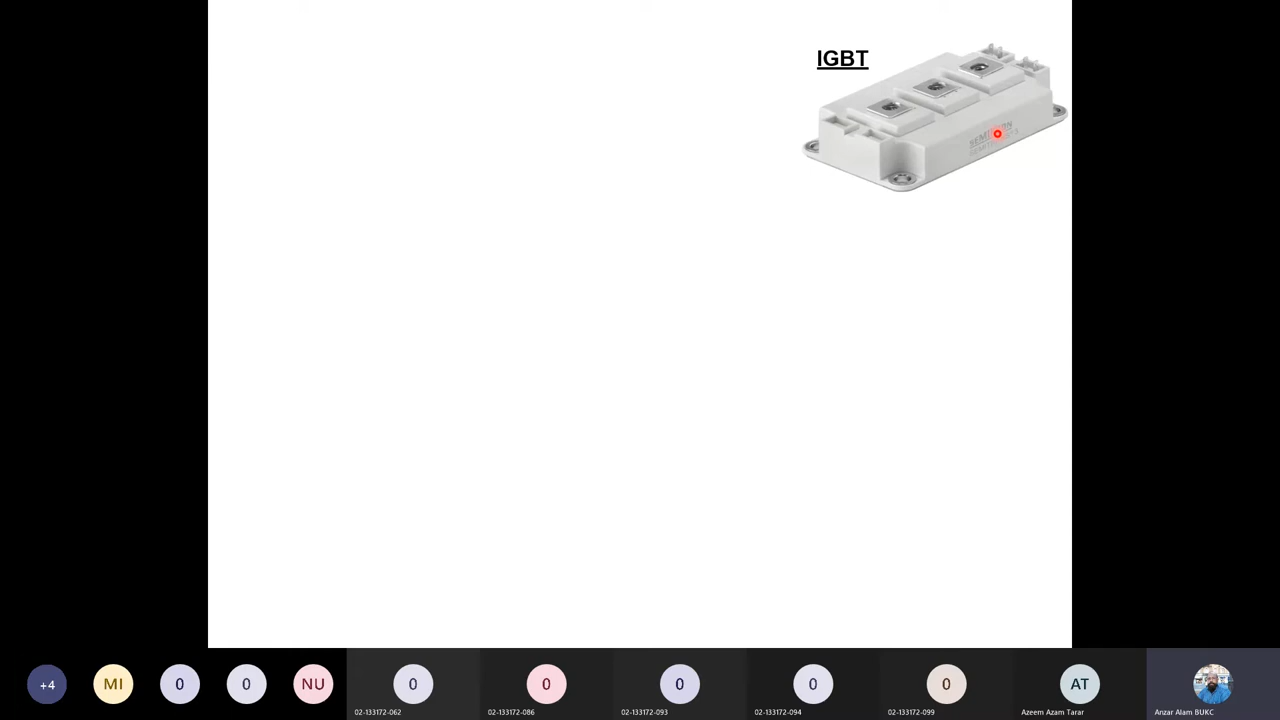 IGBT
+4
MI
0
0
NU
0
0
0
0
0
AT
02-133172-062
02-133172-086
02-133172-093
02-133172-094
02-133172-099
Azeem Azam Tarar
Anzar Alam BUKC